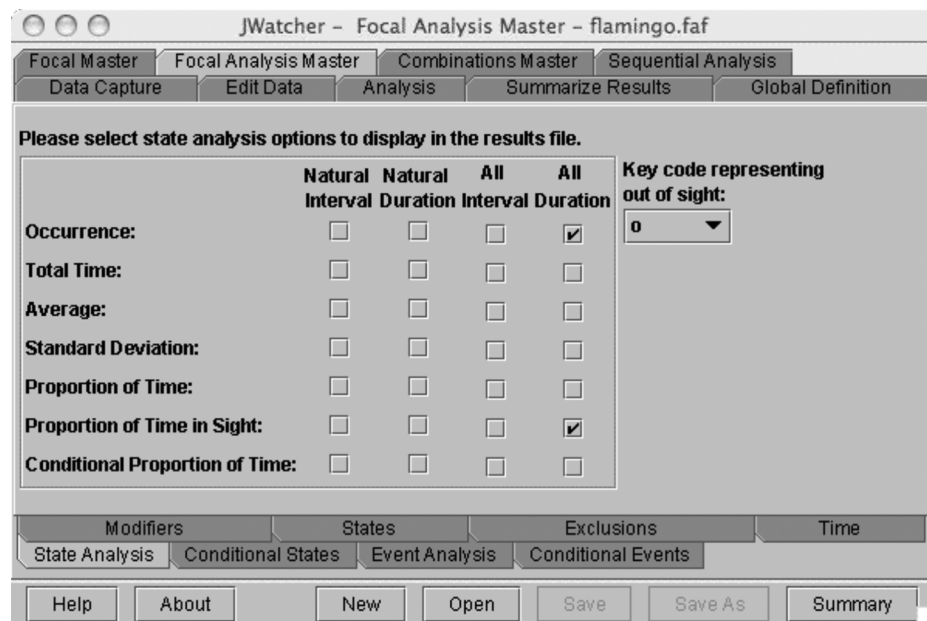 JWatcher – Focal Analysis Master – flamingo.faf
Focal Master Focal Analysis Master Combinations Master Sequential Analysis
Data Capture Edit Data Analysis Summarize Results Global Definition
Please select state analysis options to display in the results file.
Natural Natural All All
Interval Duration Interval Duration
Key code representing
out of sight:
o
Occurrence:
Total Time:
Average:
Standard Deviation:
Proportion of Time:
Proportion of Time in Sight:
Conditional Proportion of Time:
Modifiers States Exclusions Time
State Analysis Conditional States Event Analysis Conditional Events
Help About New Open Save Save As Summary